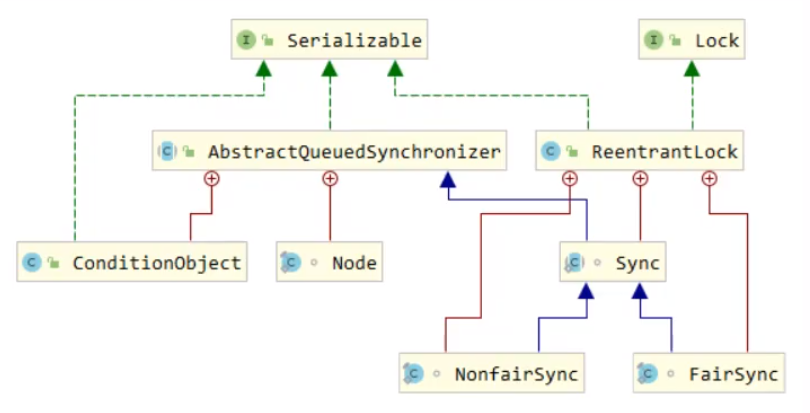 I Serializable
I Lock
C AbstractQueuedSynchronizer
C ReentrantLock
C ConditionObject
C Node
C Sync
C NonfairSync
C FairSync